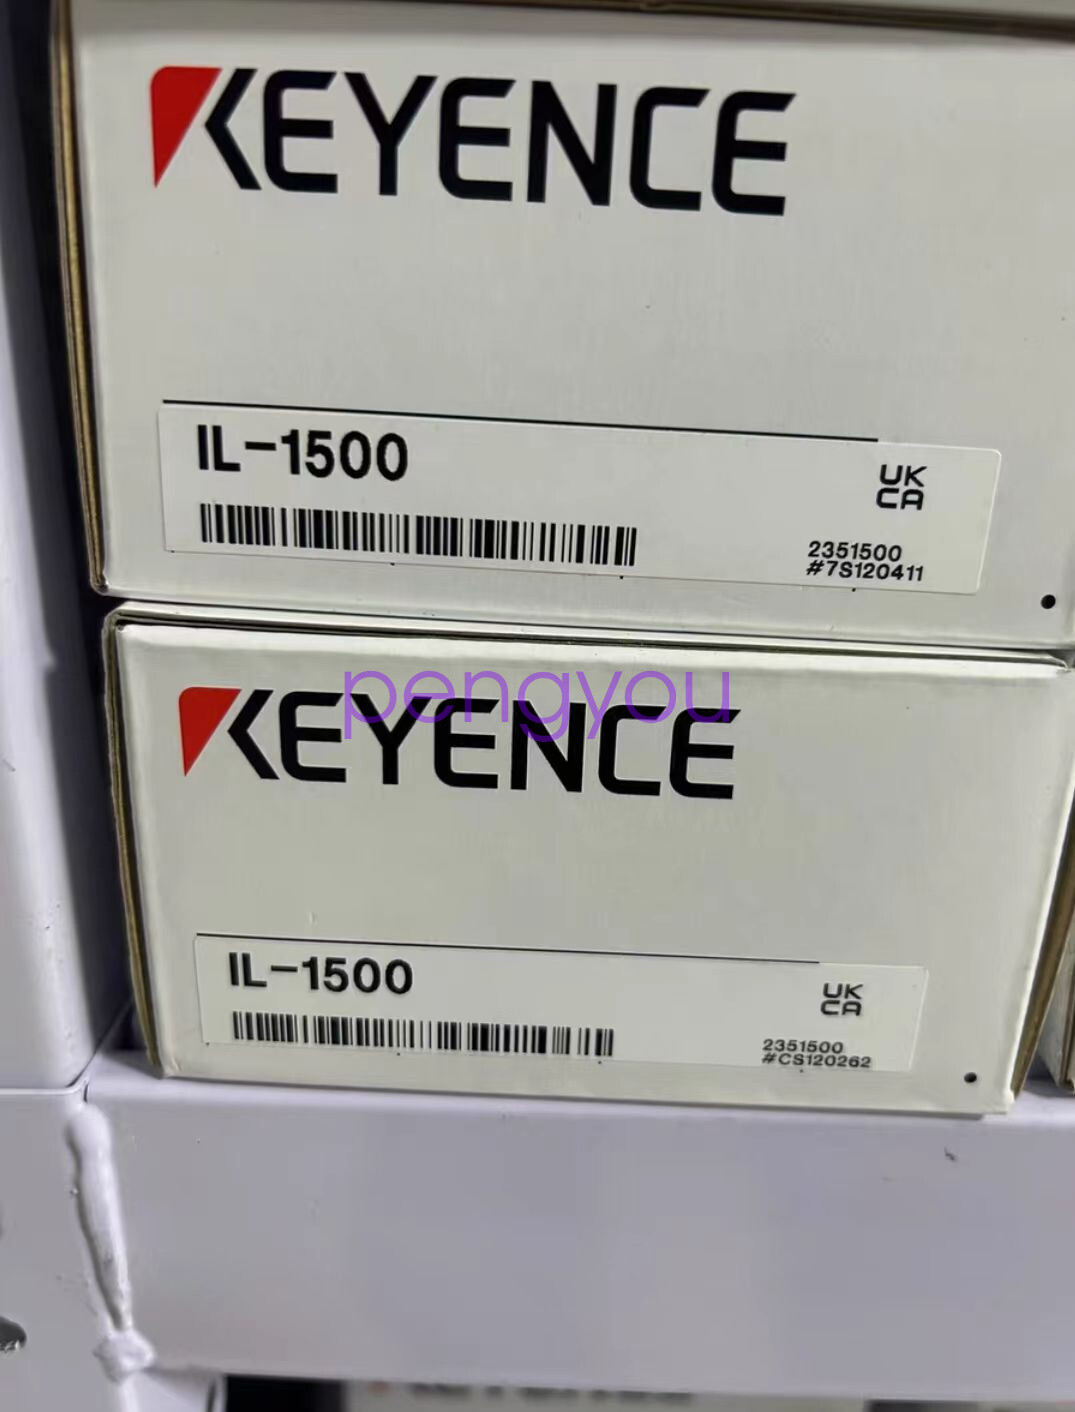 KEYENCE
IL-1500
UK
CA
2351500
#7S120411
pengyou
KEYENCE
IL-1500
UK
CA
2351500
#CS120262